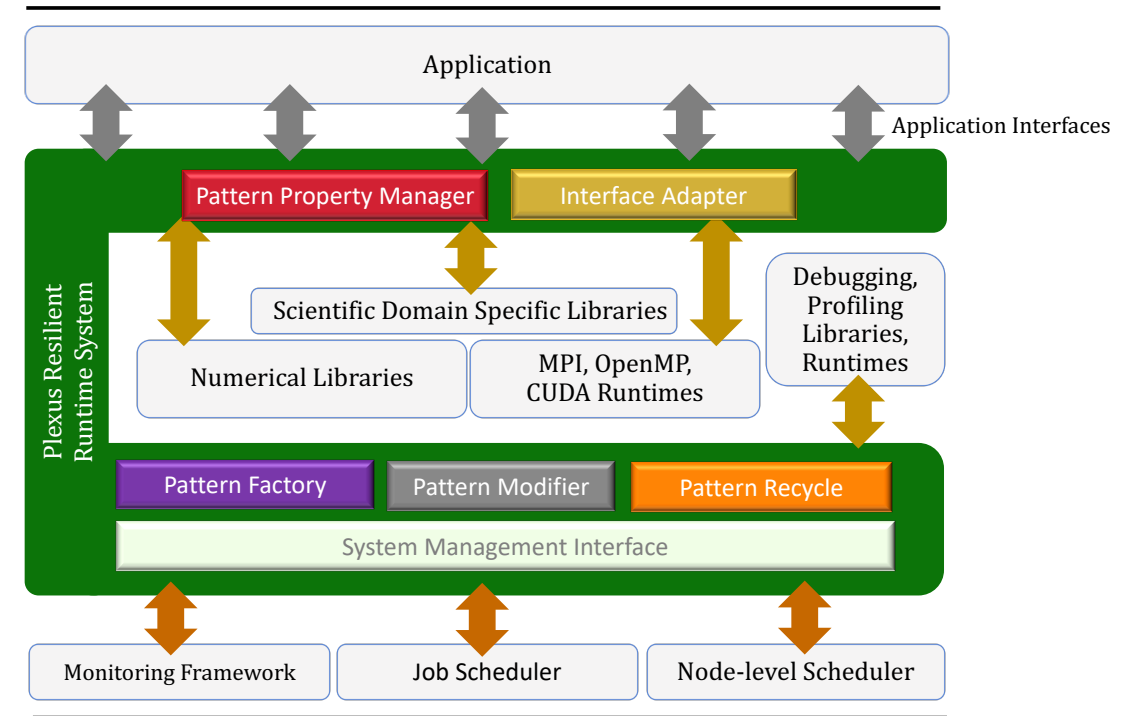 Application
Application Interfaces
Pattern Property Manager
Interface Adapter
Plexus Resilient
Runtime System
Debugging,
Profiling
Libraries,
Runtimes
Scientific Domain Specific Libraries
Numerical Libraries
MPI, OpenMP,
CUDA Runtimes
Pattern Factory
Pattern Modifier
Pattern Recycle
System Management Interface
Monitoring Framework
Job Scheduler
Node-level Scheduler